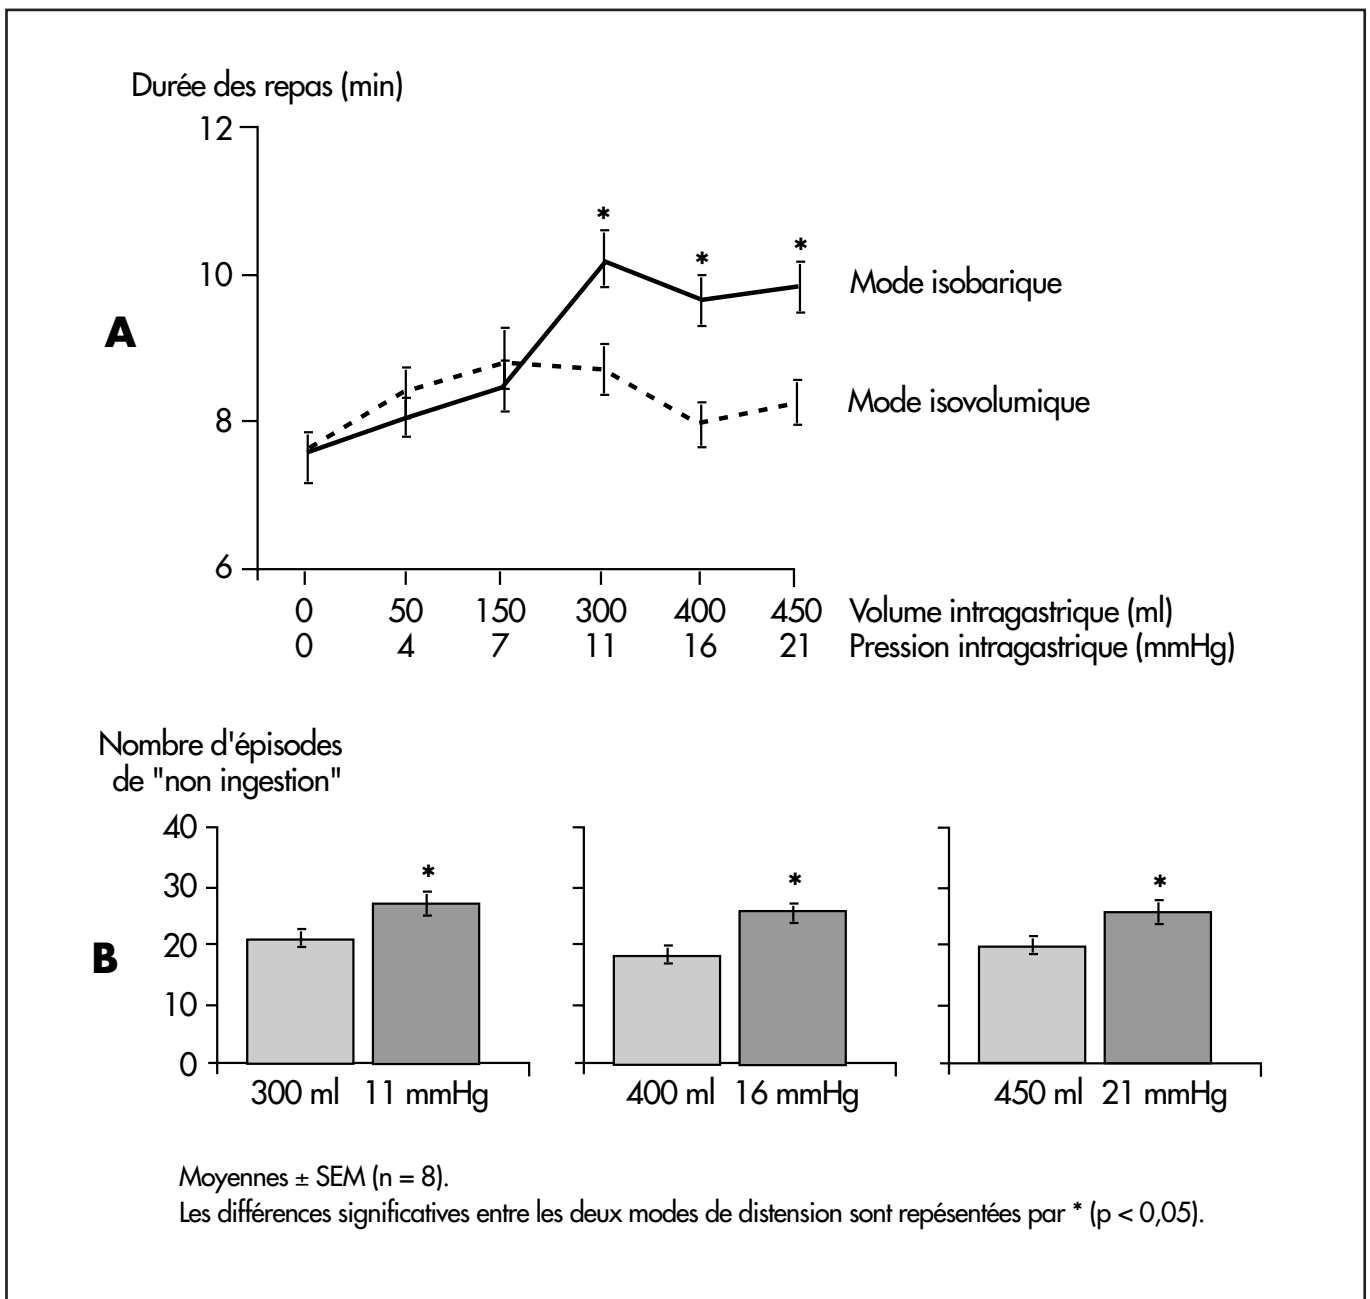 Durée des repas (min)
12
*
*
*
10
Mode isobarique
A
8
Mode isovolumique
6
0 50 150 300 400 450 Volume intragastrique (ml)
0 4 7 11 16 21 Pression intragastrique (mmHg)
Nombre d'épisodes
de "non ingestion"
40
30
* * *
20
B
10
0
300 ml 11 mmHg 400 ml 16 mmHg 450 ml 21 mmHg
Moyennes ± SEM (n = 8).
Les différences significatives entre les deux modes de distension sont repésentées par * (p < 0,05).